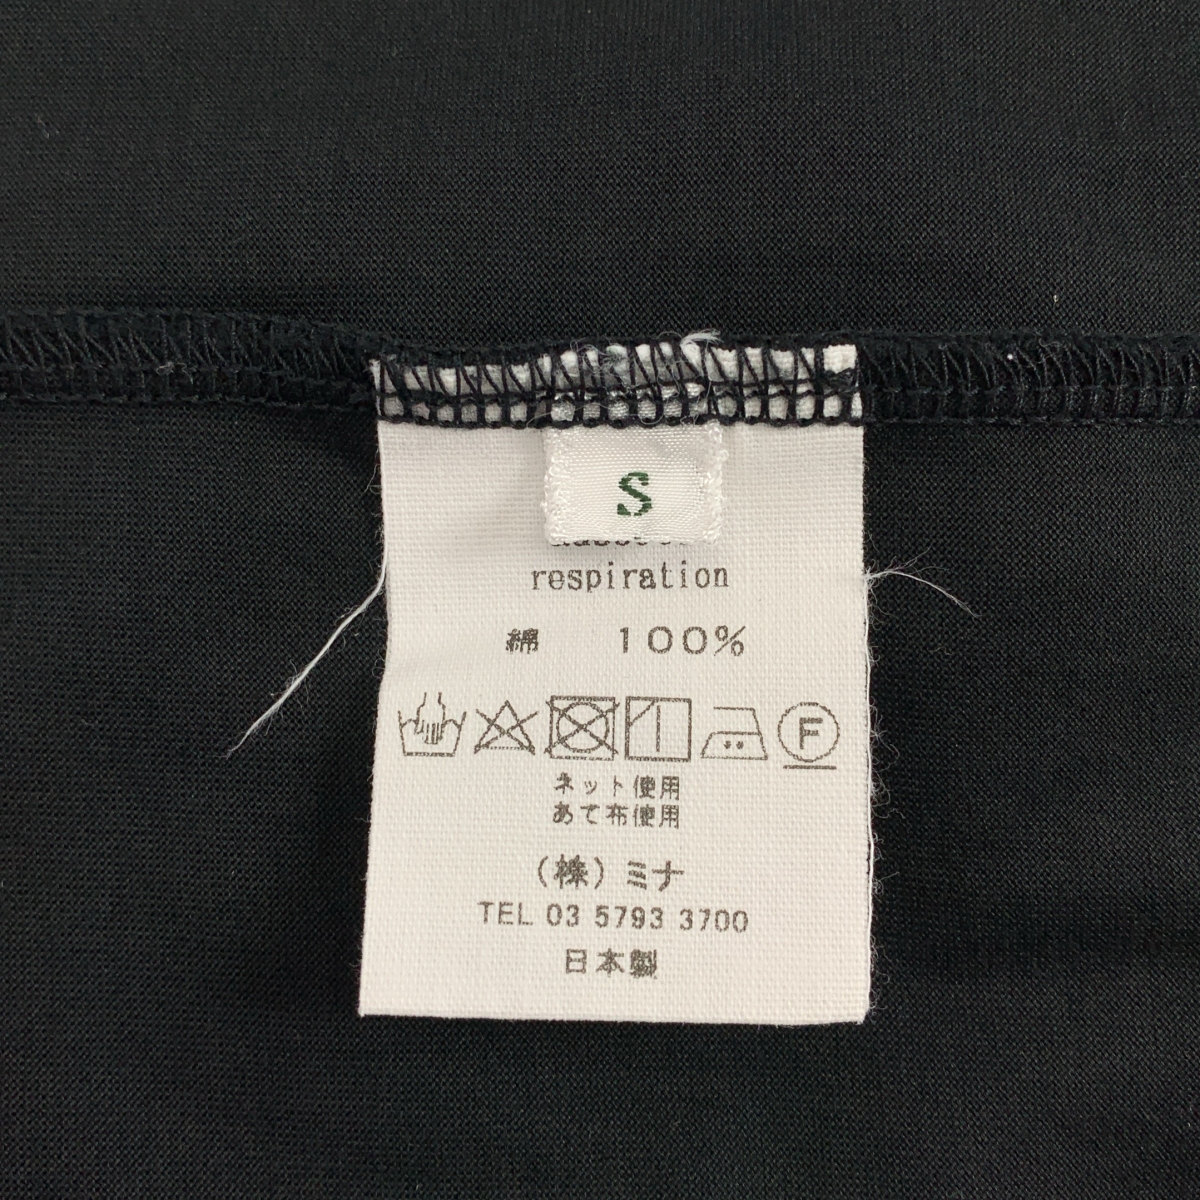 S
respiration
綿 100%
F
ネット使用
あて布使用
(株)ミナ
TEL 03 5793 3700
日本製